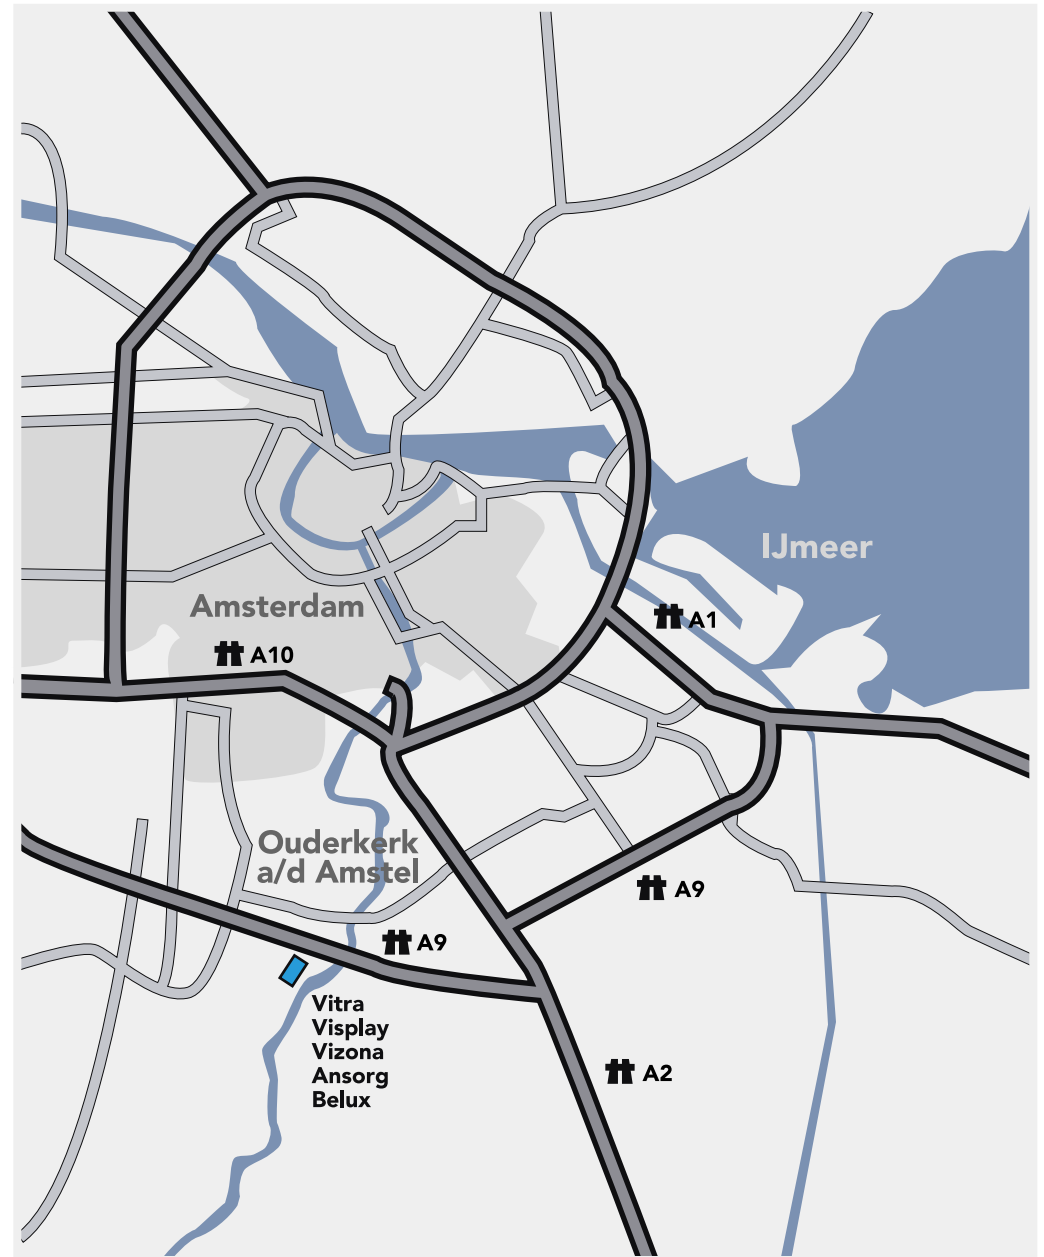 IJmeer
Amsterdam
A1
A10
Ouderkerk
a/d Amstel
A9
A9
Vitra
Visplay
Vizona
Ansorg
Belux
A2